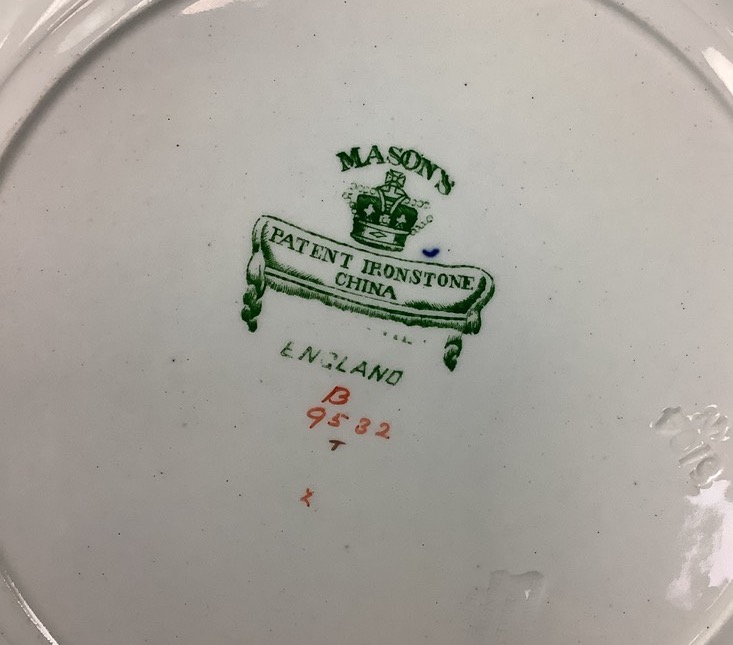 MASON'S
PATENT IRONSTONE
CHINA
ENGLAND
B
9532
T